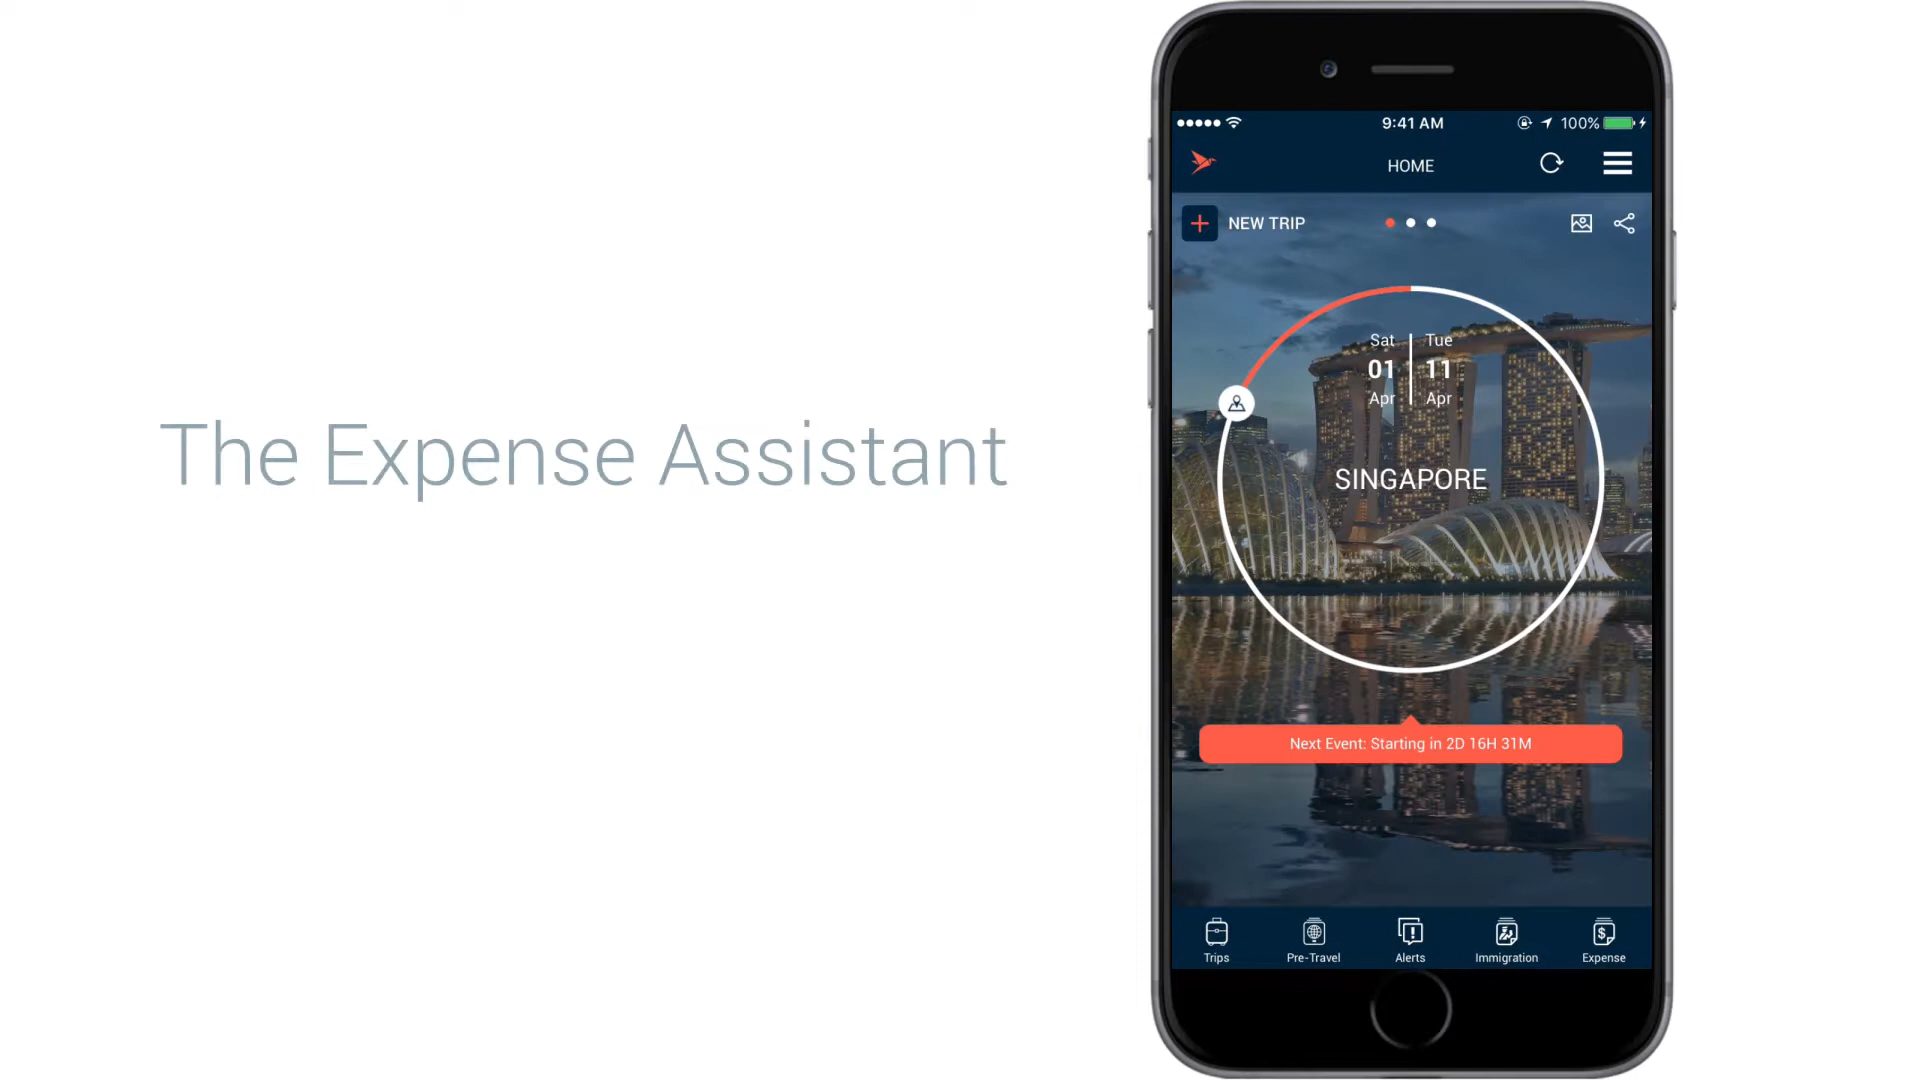 The Expense Assistant
9:41 AM
100%
HOME
NEW TRIP
Sat
01
Apr
Tue
11
Apr
SINGAPORE
Next Event: Starting in 2D 16H 31M
Trips
Pre-Travel
Alerts
Immigration
Expense